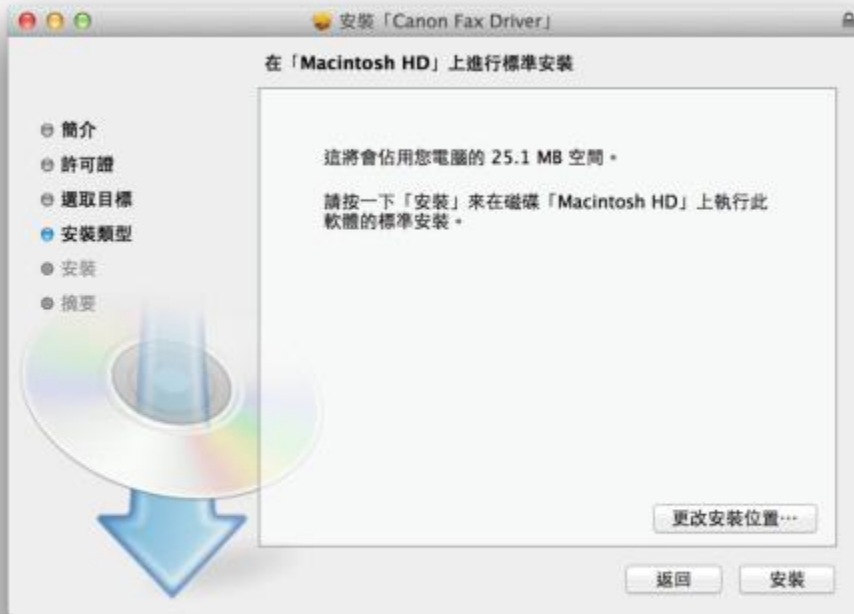 安裝「Canon Fax Driver」
在「Macintosh HD」上進行標準安裝
簡介
許可證
選取目標
安裝類型
安裝
摘要
這將會佔用您電腦的 25.1 MB 空間。
請按一下「安裝」來在磁碟「Macintosh HD」上執行此
軟體的標準安裝。
更改安裝位置⋯
返回
安裝